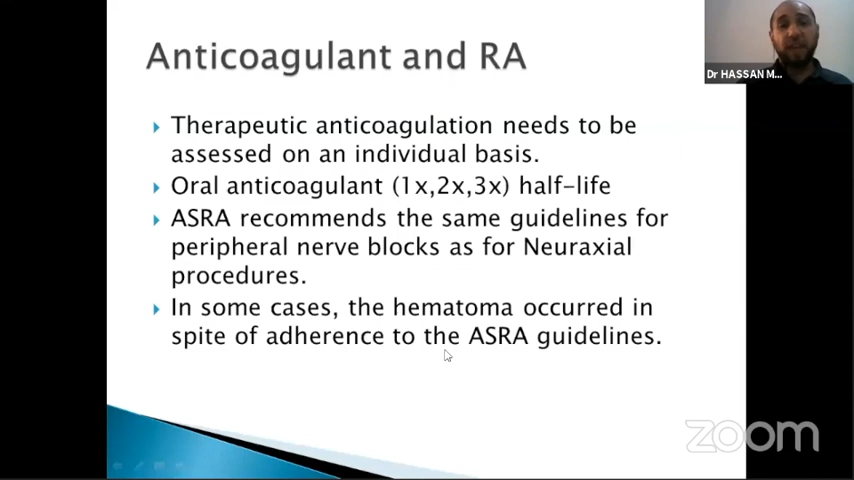 Anticoagulant and RA
Dr HASSAN M...
Therapeutic anticoagulation needs to be
assessed on an individual basis.
Oral anticoagulant (1x,2x,3x) half-life
ASRA recommends the same guidelines for
peripheral nerve blocks as for Neuraxial
procedures.
In some cases, the hematoma occurred in
spite of adherence to the ASRA guidelines.
zoom